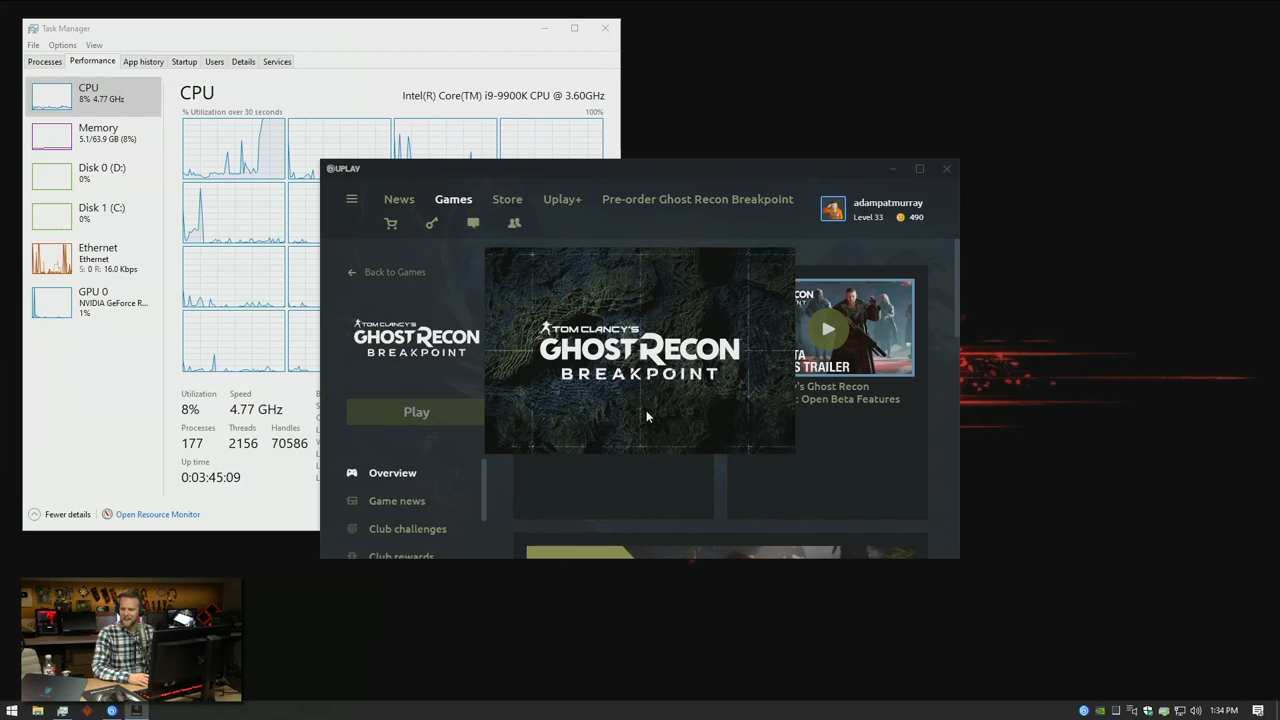 Task Manager
File Options View
Processes Performance App history Startup Users Details Services
CPU
8% 4.77 GHz
Memory
5.1/63.9 GB (8%)
Disk 0 (D:)
0%
Disk 1 (C:)
0%
Ethernet
Ethernet
S: 0 R: 16.0 Kbps
GPU 0
NVIDIA GeForce R...
1%
CPU
Intel(R) Core(TM) i9-9900K CPU @ 3.60GHz
% Utilization over 30 seconds 100%
Utilization Speed
8% 4.77 GHz
Processes Threads Handles
177 2156 70586
Up time
0:03:45:09
Fewer details Open Resource Monitor
UPLAY
News Games Store Uplay+ Pre-order Ghost Recon Breakpoint
adampatmurray
Level 33 490
Back to Games
TOM CLANCY'S
GHOST RECON
BREAKPOINT
Play
Overview
Game news
Club challenges
Club rewards
TOM CLANCY'S
GHOST RECON
BREAKPOINT
TRAILER
's Ghost Recon
Open Beta Features
1:34 PM